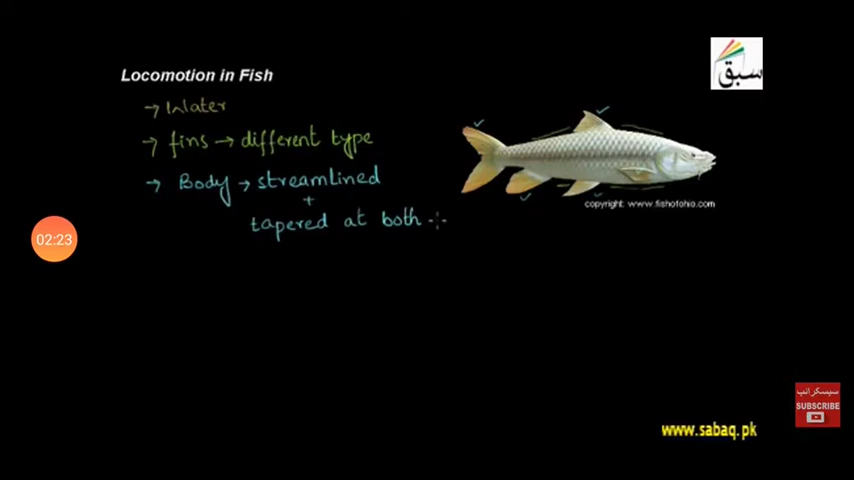 Locomotion in Fish
سبق
→ Water
→ fins → different type
→ Body → streamlined
+
tapered at both
copyright: www.fishofohio.com
02:23
سبسکرائب
SUBSCRIBE
www.sabaq.pk